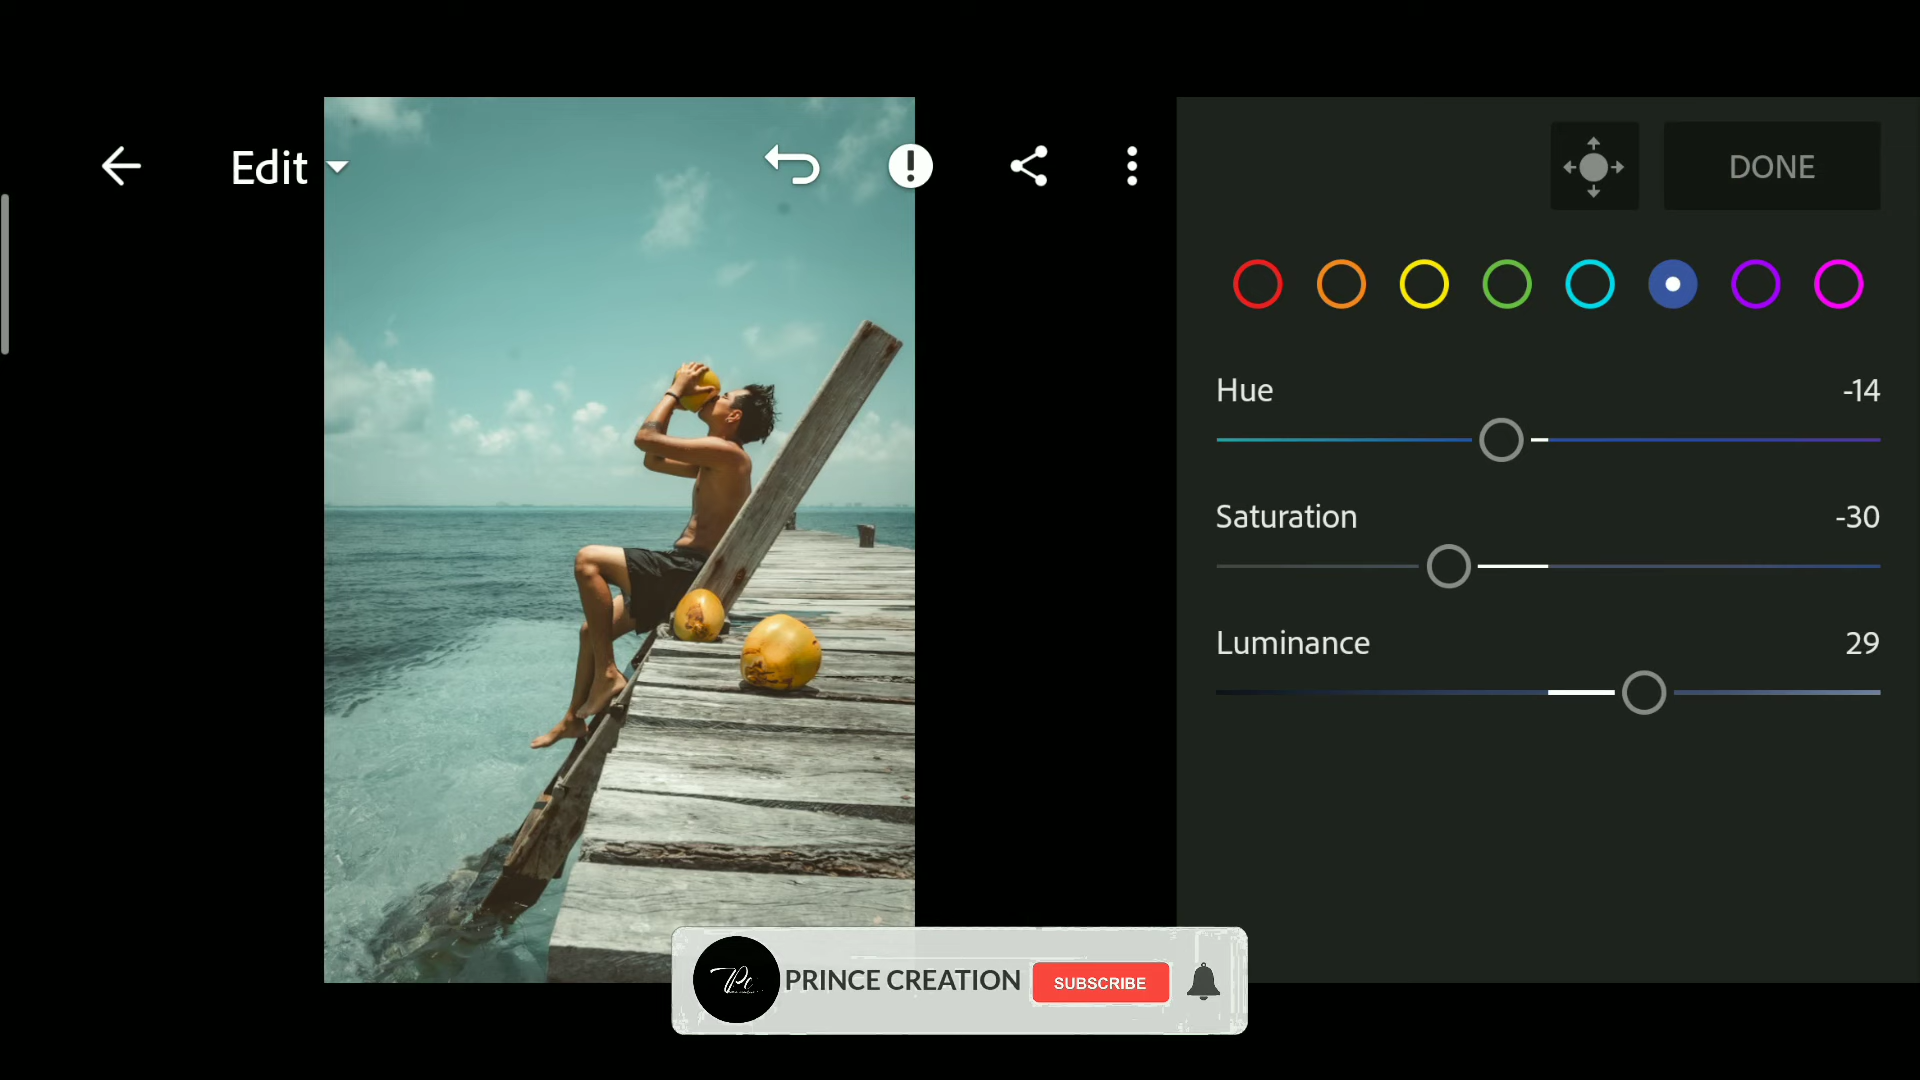 Edit
DONE
Hue
-14
Saturation
-30
Luminance
29
PRINCE CREATION
SUBSCRIBE